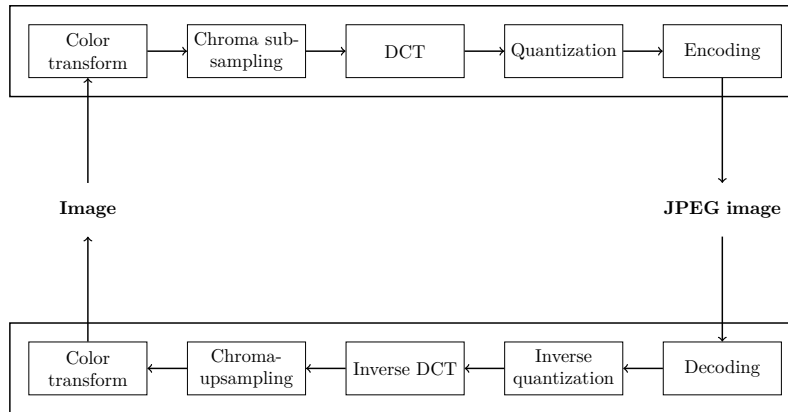 Color
transform
Chroma sub-
sampling
DCT
Quantization
Encoding
Image
JPEG image
Color
transform
Chroma-
upsampling
Inverse DCT
Inverse
quantization
Decoding